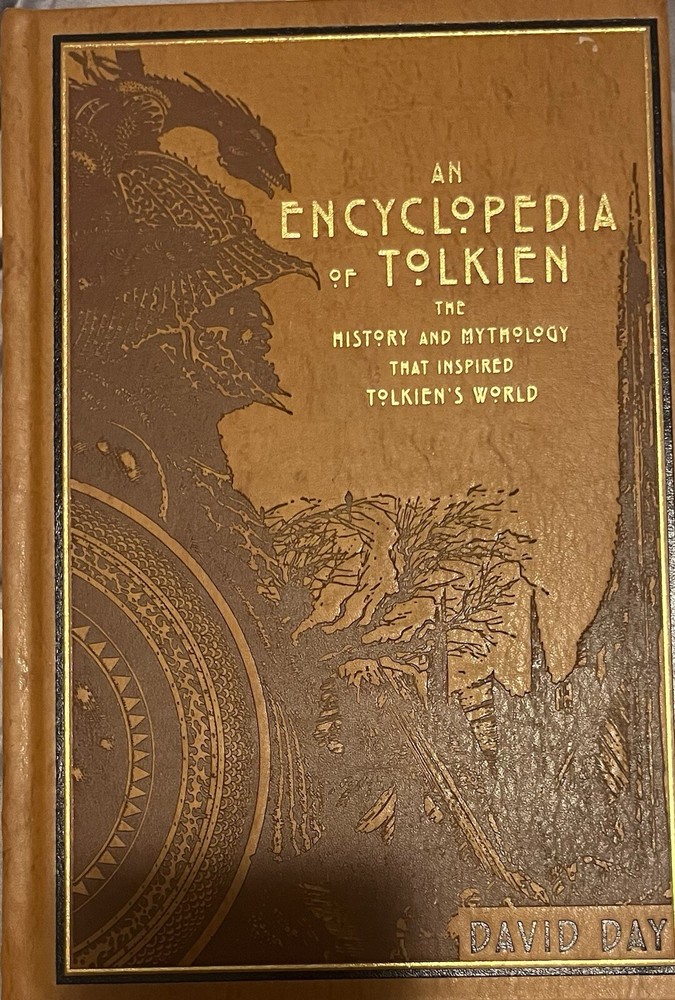 AN
ENCYCLOPEDIA
OF TOLKIEN
THE
HISTORY AND MYTHOLOGY
THAT INSPIRED
TOLKIEN'S WORLD
DAVID DAY